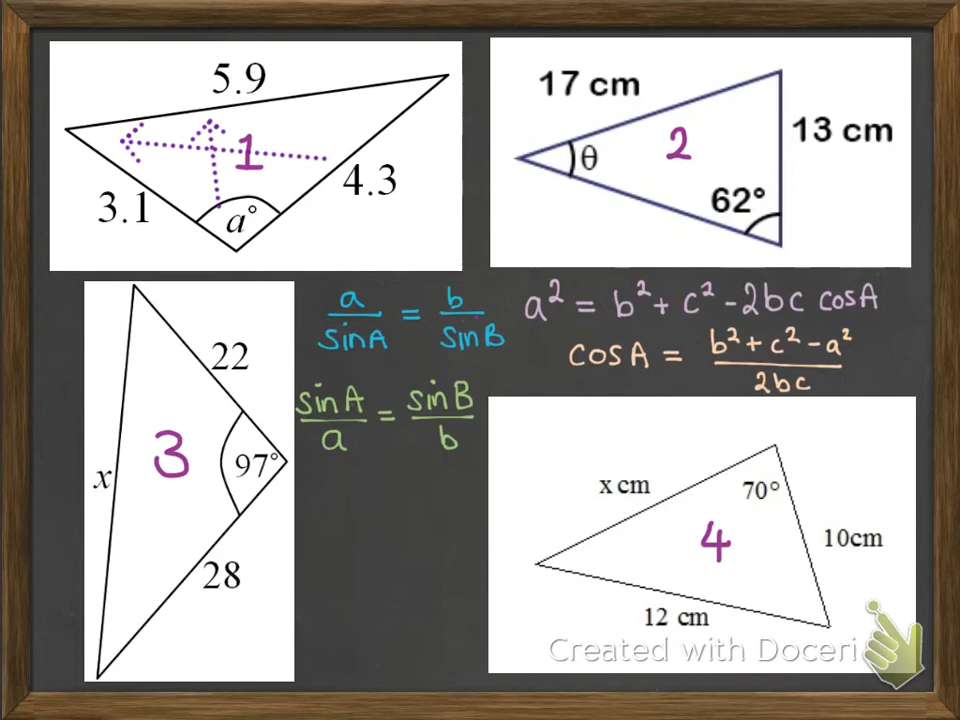 5.9
1
3.1
4.3
a°
17 cm
2
13 cm
θ
62°
22
3
97°
x
28
a/sinA = b/sinB
sinA/a = sinB/b
a² = b² + c² - 2bc cosA
cosA = b² + c² - a² / 2bc
x cm
70°
4
10cm
12 cm
Created with Doceri